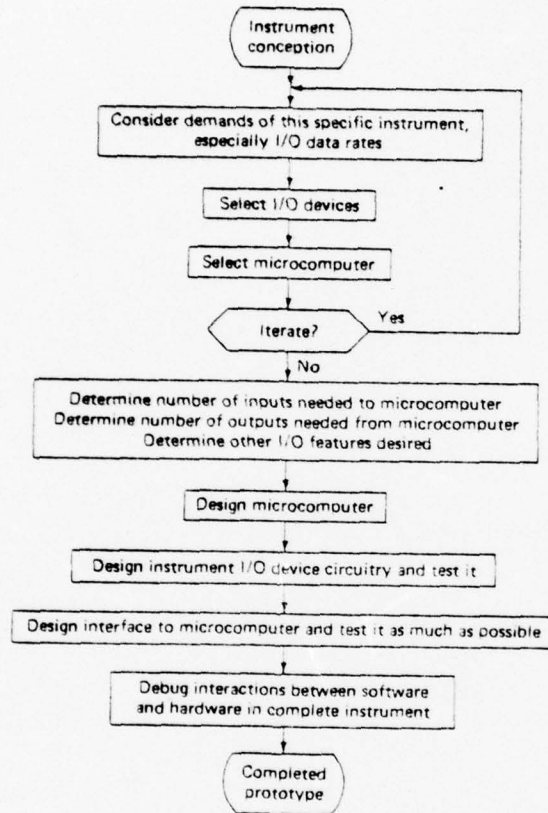 Instrument
conception
Consider demands of this specific instrument,
especially I/O data rates
Select I/O devices
Select microcomputer
Iterate?
Yes
No
Determine number of inputs needed to microcomputer
Determine number of outputs needed from microcomputer
Determine other I/O features desired
Design microcomputer
Design instrument I/O device circuitry and test it
Design interface to microcomputer and test it as much as possible
Debug interactions between software
and hardware in complete instrument
Completed
prototype